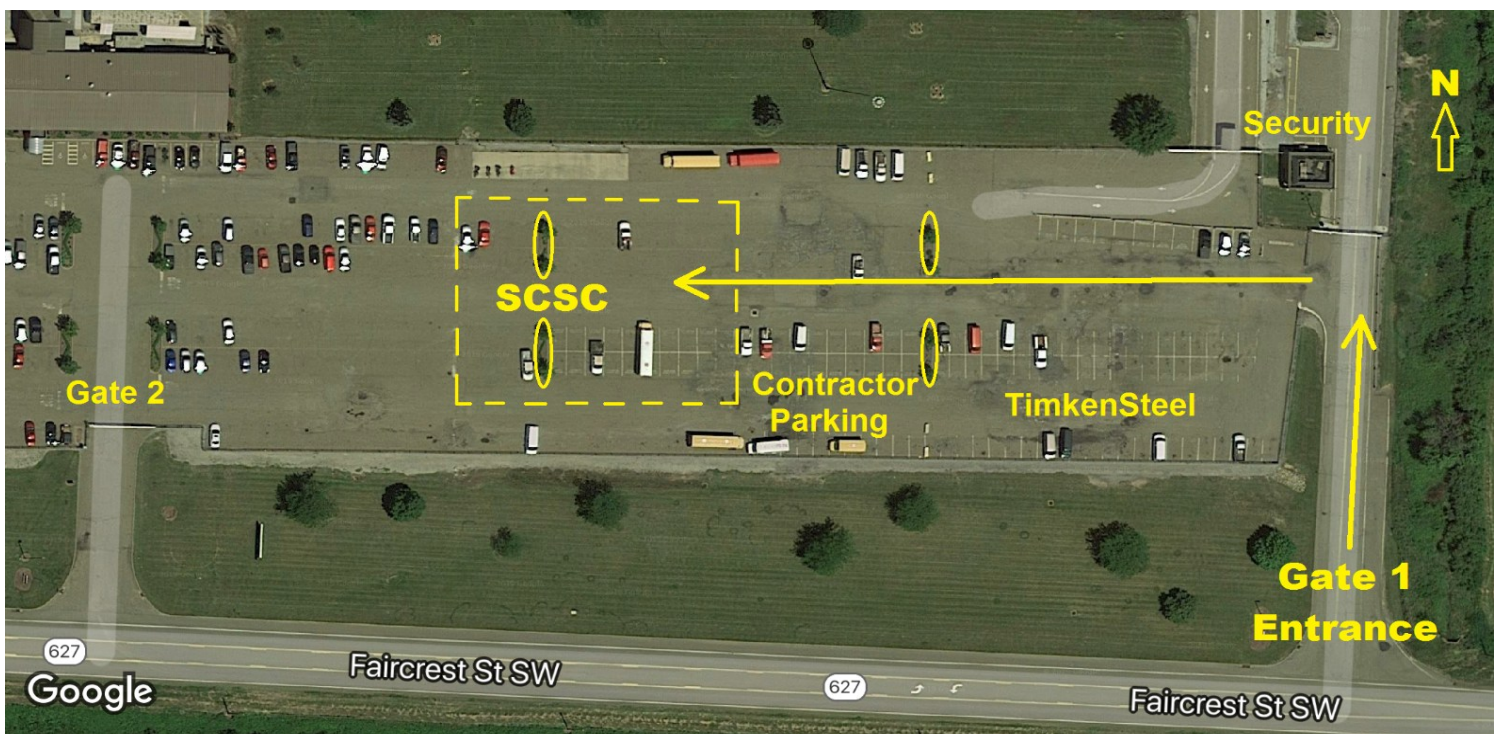 N
Security
SCSC
Gate 2
Contractor
Parking
TimkenSteel
Gate 1
Entrance
627
Google
Faircrest St SW
627
Faircrest St SW